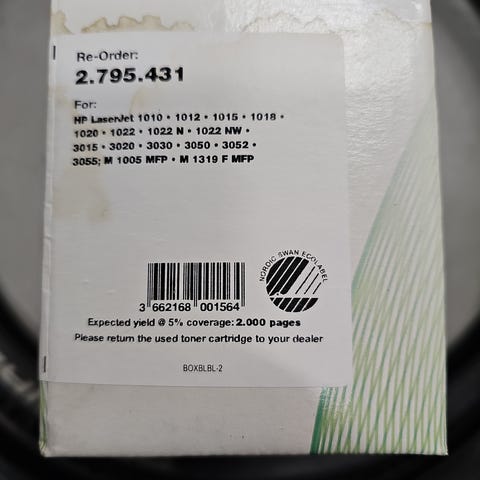 Re-Order:
2.795.431
For:
HP LaserJet 1010 • 1012 • 1015 • 1018 •
1020 • 1022 • 1022 N • 1022 NW •
3015 • 3020 • 3030 • 3050 • 3052 •
3055; M 1005 MFP • M 1319 F MFP
NORDIC SWAN ECOLABEL
3 662168 001564
Expected yield @ 5% coverage: 2.000 pages
Please return the used toner cartridge to your dealer
BOXBLBL-2